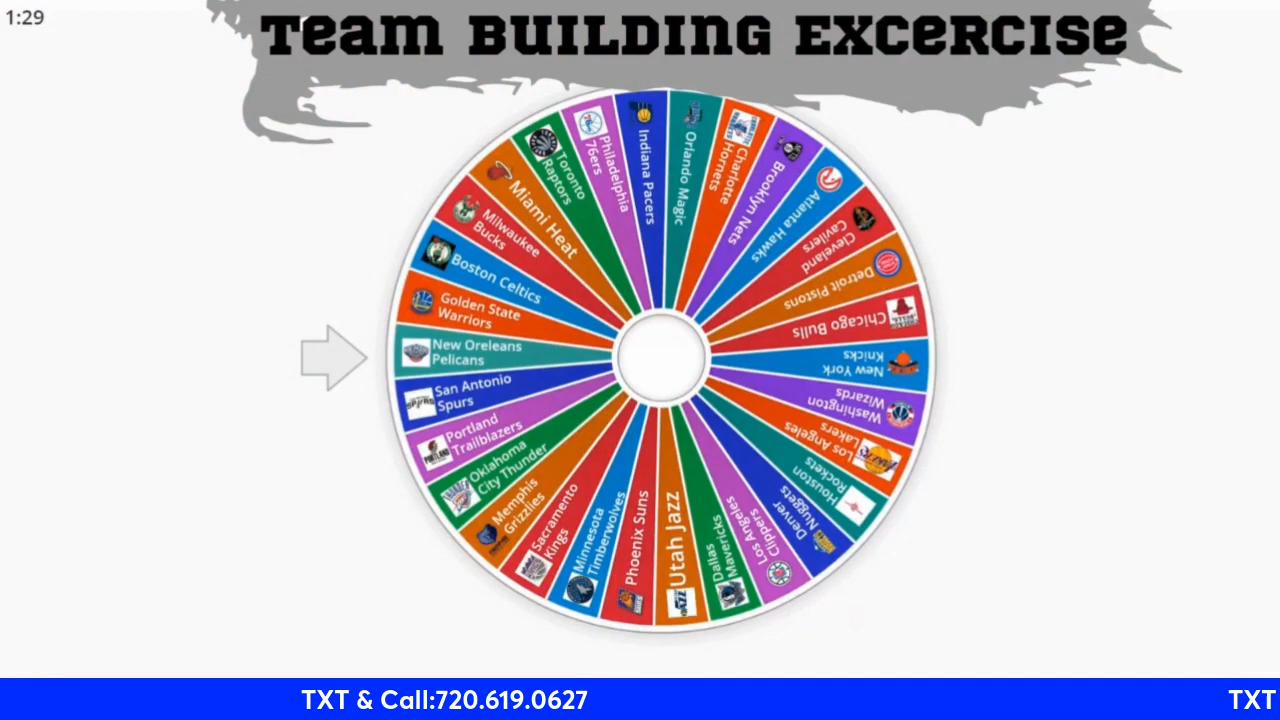 1:29
Team Building Excercise
Indiana Pacers
Orlando Magic
Charlotte
Hornets
Brooklyn Nets
Atlanta Hawks
Cleveland
Cavilers
Detroit Pistons
Chicago Bulls
New York
Knicks
Washington
Wizards
Los Angeles
Lakers
Houston
Rockets
Denver
Nuggets
Los Angeles
Clippers
Dallas
Mavericks
Utah Jazz
Phoenix Suns
Minnesota
Timberwolves
Sacramento
Kings
Memphis
Grizzlies
Oklahoma
City Thunder
Portland
Trailblazers
San Antonio
Spurs
New Oreleans
Pelicans
Golden State
Warriors
Boston Celtics
Milwaukee
Bucks
Miami Heat
Toronto
Raptors
Philadelphia
76ers
TXT & Call:720.619.0627
TXT